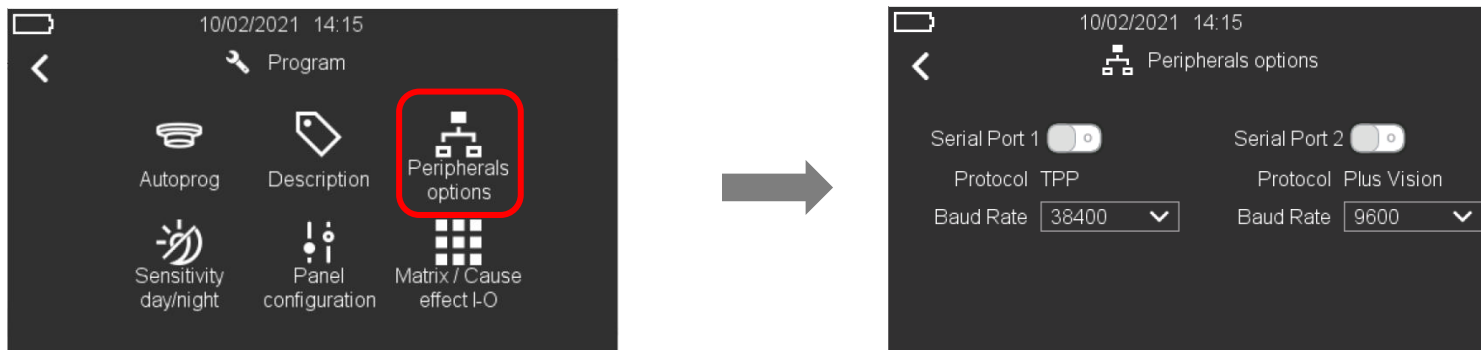 10/02/2021 14:15
Program
Autoprog
Description
Peripherals
options
Sensitivity
day/night
Panel
configuration
Matrix / Cause
effect I-O
10/02/2021 14:15
Peripherals options
Serial Port 1
Serial Port 2
Protocol TPP
Protocol Plus Vision
Baud Rate 38400
Baud Rate 9600